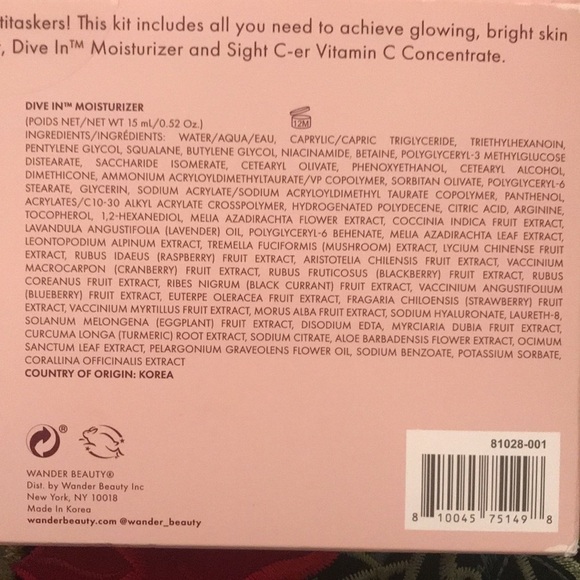 titaskers! This kit includes all you need to achieve glowing, bright skin
, Dive In™ Moisturizer and Sight C-er Vitamin C Concentrate.
DIVE IN™ MOISTURIZER
(POIDS NET/NET WT 15 mL/0.52 Oz.)
12M
INGREDIENTS/INGRÉDIENTS: WATER/AQUA/EAU, CAPRYLIC/CAPRIC TRIGLYCERIDE, TRIETHYLHEXANOIN,
PENTYLENE GLYCOL, SQUALANE, BUTYLENE GLYCOL, NIACINAMIDE, BETAINE, POLYGLYCERYL-3 METHYLGLUCOSE
DISTEARATE, SACCHARIDE ISOMERATE, CETEARYL OLIVATE, PHENOXYETHANOL, CETEARYL ALCOHOL,
DIMETHICONE, AMMONIUM ACRYLOYLDIMETHYLTAURATE/VP COPOLYMER, SORBITAN OLIVATE, POLYGLYCERYL-6
STEARATE, GLYCERIN, SODIUM ACRYLATE/SODIUM ACRYLOYLDIMETHYL TAURATE COPOLYMER, PANTHENOL,
ACRYLATES/C10-30 ALKYL ACRYLATE CROSSPOLYMER, HYDROGENATED POLYDECENE, CITRIC ACID, ARGININE,
TOCOPHEROL, 1,2-HEXANEDIOL, MELIA AZADIRACHTA FLOWER EXTRACT, COCCINIA INDICA FRUIT EXTRACT,
LAVANDULA ANGUSTIFOLIA (LAVENDER) OIL, POLYGLYCERYL-6 BEHENATE, MELIA AZADIRACHTA LEAF EXTRACT,
LEONTOPODIUM ALPINUM EXTRACT, TREMELLA FUCIFORMIS (MUSHROOM) EXTRACT, LYCIUM CHINENSE FRUIT
EXTRACT, RUBUS IDAEUS (RASPBERRY) FRUIT EXTRACT, ARISTOTELIA CHILENSIS FRUIT EXTRACT, VACCINIUM
MACROCARPON (CRANBERRY) FRUIT EXTRACT, RUBUS FRUTICOSUS (BLACKBERRY) FRUIT EXTRACT, RUBUS
COREANUS FRUIT EXTRACT, RIBES NIGRUM (BLACK CURRANT) FRUIT EXTRACT, VACCINIUM ANGUSTIFOLIUM
(BLUEBERRY) FRUIT EXTRACT, EUTERPE OLERACEA FRUIT EXTRACT, FRAGARIA CHILOENSIS (STRAWBERRY) FRUIT
EXTRACT, VACCINIUM MYRTILLUS FRUIT EXTRACT, MORUS ALBA FRUIT EXTRACT, SODIUM HYALURONATE, LAURETH-8,
SOLANUM MELONGENA (EGGPLANT) FRUIT EXTRACT, DISODIUM EDTA, MYRCIARIA DUBIA FRUIT EXTRACT,
CURCUMA LONGA (TURMERIC) ROOT EXTRACT, SODIUM CITRATE, ALOE BARBADENSIS FLOWER EXTRACT, OCIMUM
SANCTUM LEAF EXTRACT, PELARGONIUM GRAVEOLENS FLOWER OIL, SODIUM BENZOATE, POTASSIUM SORBATE,
CORALLINA OFFICINALIS EXTRACT
COUNTRY OF ORIGIN: KOREA
®
WANDER BEAUTY®
Dist. by Wander Beauty Inc
New York, NY 10018
Made In Korea
wanderbeauty.com @wander_beauty
81028-001
8 10045 75149 8